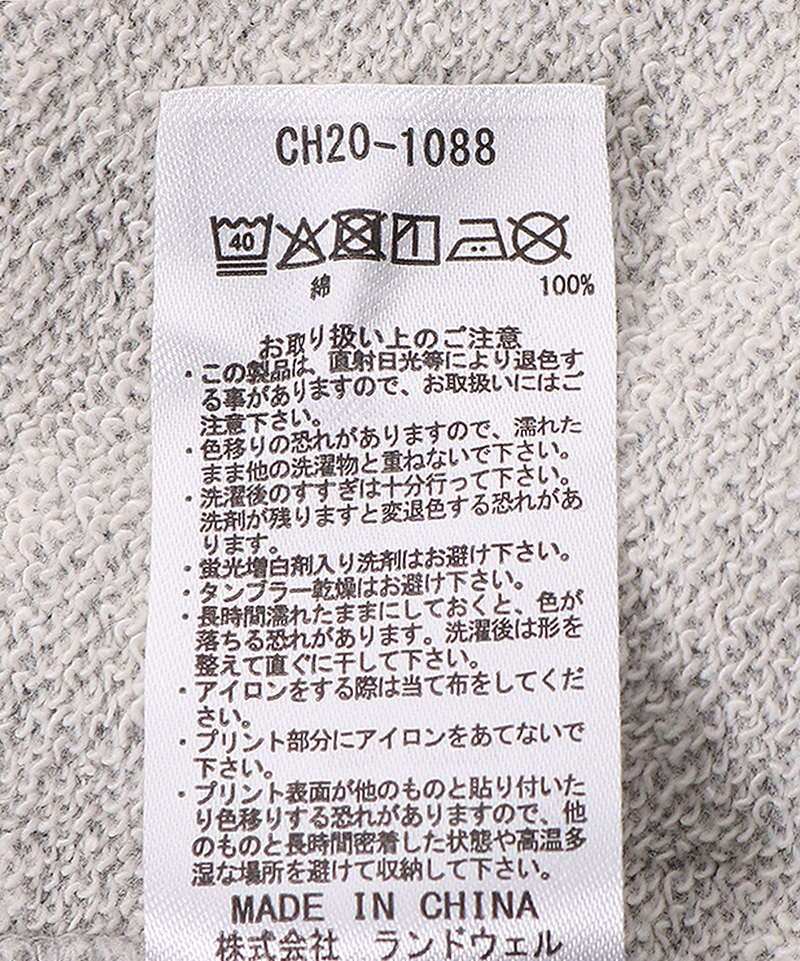 CH20-1088
40
綿 100%
お取り扱い上のご注意
・この製品は、直射日光等により退色す
る事がありますので、お取扱いにはご
注意下さい。
・色移りの恐れがありますので、濡れた
まま他の洗濯物と重ねないで下さい。
・洗濯後のすすぎは十分行って下さい。
洗剤が残りますと変退色する恐れがあ
ります。
・蛍光増白剤入り洗剤はお避け下さい。
・タンブラー乾燥はお避け下さい。
・長時間濡れたままにしておくと、色が
落ちる恐れがあります。洗濯後は形を
整えて直ぐに干して下さい。
・アイロンをする際は当て布をしてくだ
さい。
・プリント部分にアイロンをあてないで
下さい。
・プリント表面が他のものと貼り付いた
り色移りする恐れがありますので、他
のものと長時間密着した状態や高温多
湿な場所を避けて収納して下さい。
MADE IN CHINA
株式会社 ランドウェル